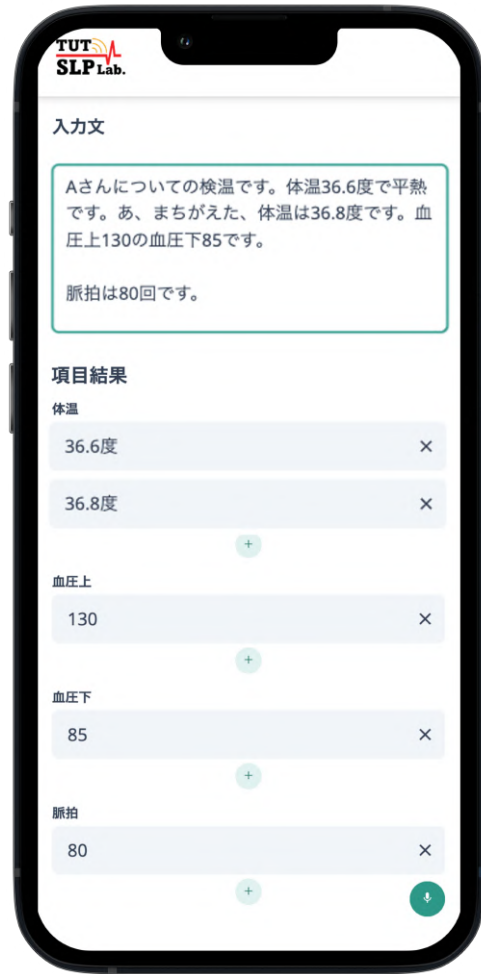 TUT
SLP Lab.
入力文
Aさんについての検温です。体温36.6度で平熱
です。あ、まちがえた、体温は36.8度です。血
圧上130の血圧下85です。
脈拍は80回です。
項目結果
体温
36.6度 ×
36.8度 ×
+
血圧上
130 ×
+
血圧下
85 ×
+
脈拍
80 ×
+